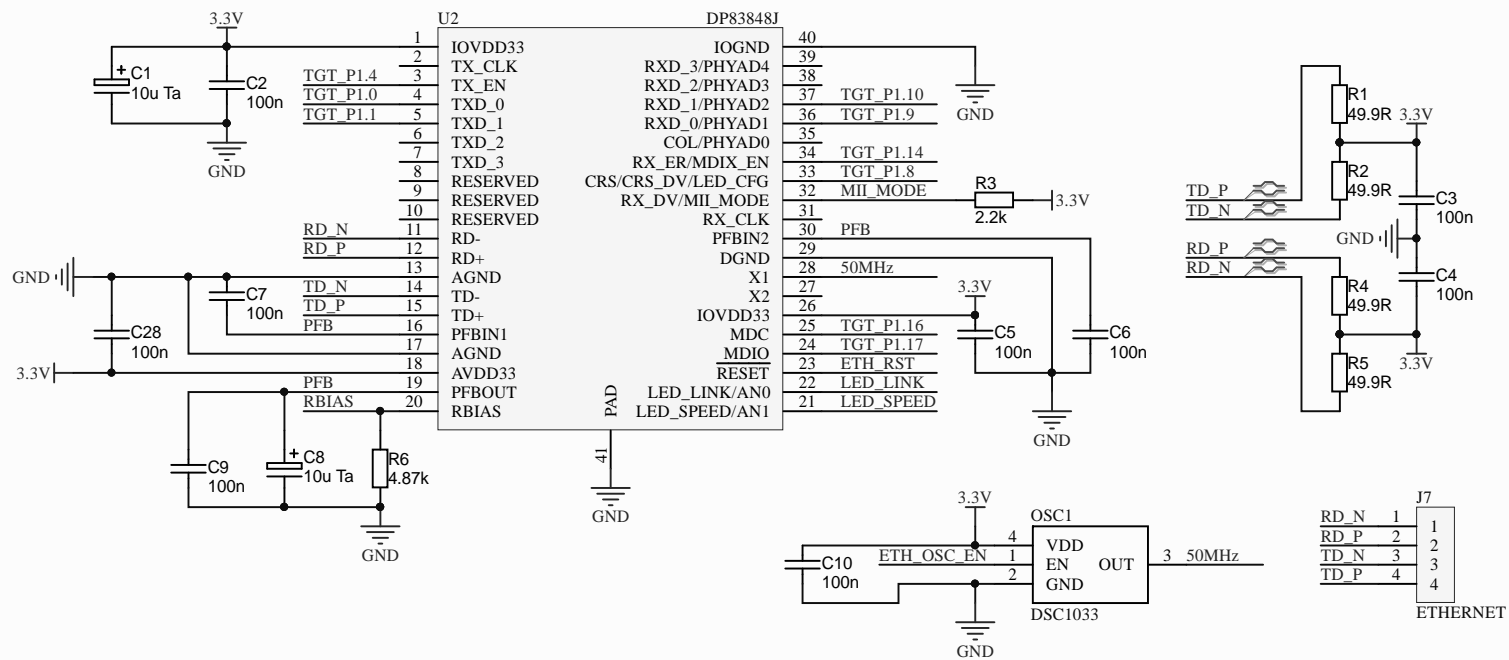 U2 DP83848J
3.3V
1 IOVDD33
2 TX_CLK
TGT_P1.4 3 TX_EN
TGT_P1.0 4 TXD_0
TGT_P1.1 5 TXD_1
6 TXD_2
7 TXD_3
8 RESERVED
9 RESERVED
10 RESERVED
RD_N 11 RD-
RD_P 12 RD+
GND 13 AGND
TD_N 14 TD-
TD_P 15 TD+
PFB 16 PFBIN1
17 AGND
3.3V 18 AVDD33
PFB 19 PFBOUT
RBIAS 20 RBIAS
C1
10u Ta
C2
100n
GND
C7
100n
C28
100n
C9
100n
C8
10u Ta
R6
4.87k
GND
PAD
41
GND
IOGND 40
RXD_3/PHYAD4 39
RXD_2/PHYAD3 38
RXD_1/PHYAD2 37 TGT_P1.10
RXD_0/PHYAD1 36 TGT_P1.9
COL/PHYAD0 35
RX_ER/MDIX_EN 34 TGT_P1.14
CRS/CRS_DV/LED_CFG 33 TGT_P1.8
RX_DV/MII_MODE 32 MII_MODE
RX_CLK 31
PFBIN2 30 PFB
DGND 29
X1 28 50MHz
X2 27
IOVDD33 26
MDC 25 TGT_P1.16
MDIO 24 TGT_P1.17
RESET 23 ETH_RST
LED_LINK/AN0 22 LED_LINK
LED_SPEED/AN1 21 LED_SPEED
GND
R3
2.2k
3.3V
3.3V
C5
100n
C6
100n
GND
R1
49.9R
3.3V
R2
49.9R
TD_P
TD_N
C3
100n
GND
RD_P
RD_N
C4
100n
R4
49.9R
3.3V
R5
49.9R
3.3V
OSC1
4 VDD
ETH_OSC_EN 1 EN
2 GND
OUT 3 50MHz
DSC1033
C10
100n
GND
J7
RD_N 1 1
RD_P 2 2
TD_N 3 3
TD_P 4 4
ETHERNET